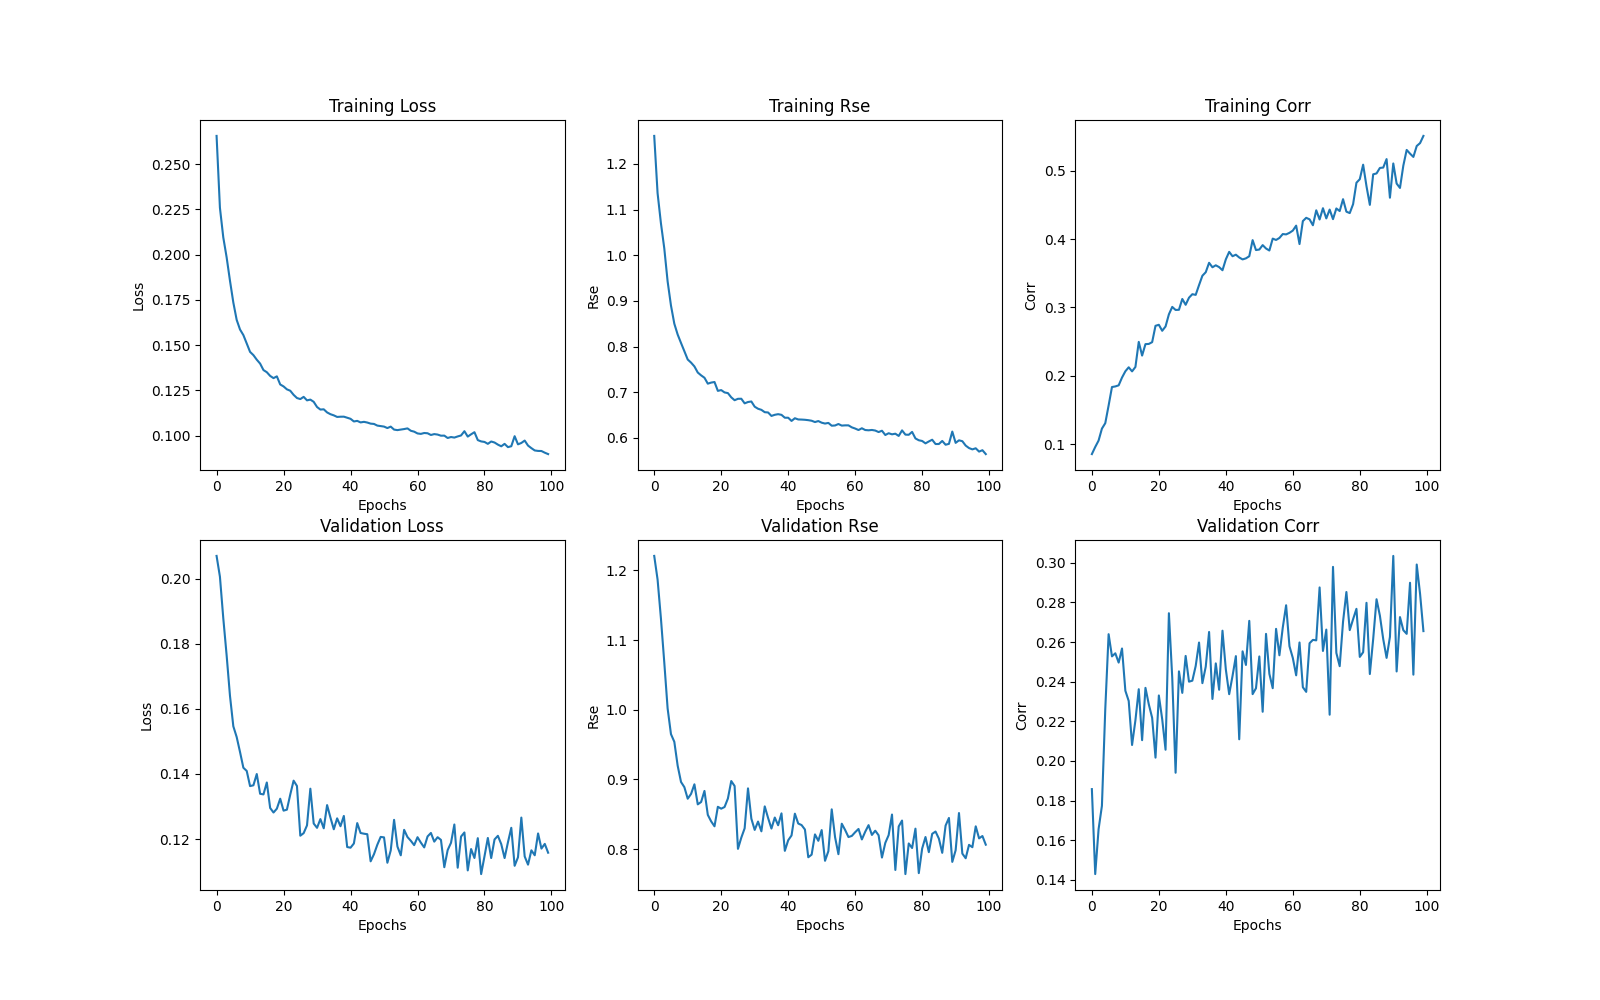 Training Loss
Training Rse
Training Corr
0.250
0.225
0.200
0.175
0.150
0.125
0.100
Loss
0 20 40 60 80 100
Epochs
1.2
1.1
1.0
0.9
0.8
0.7
0.6
Rse
0 20 40 60 80 100
Epochs
0.5
0.4
0.3
0.2
0.1
Corr
0 20 40 60 80 100
Epochs
Validation Loss
Validation Rse
Validation Corr
0.20
0.18
0.16
0.14
0.12
Loss
0 20 40 60 80 100
Epochs
1.2
1.1
1.0
0.9
0.8
Rse
0 20 40 60 80 100
Epochs
0.30
0.28
0.26
0.24
0.22
0.20
0.18
0.16
0.14
Corr
0 20 40 60 80 100
Epochs